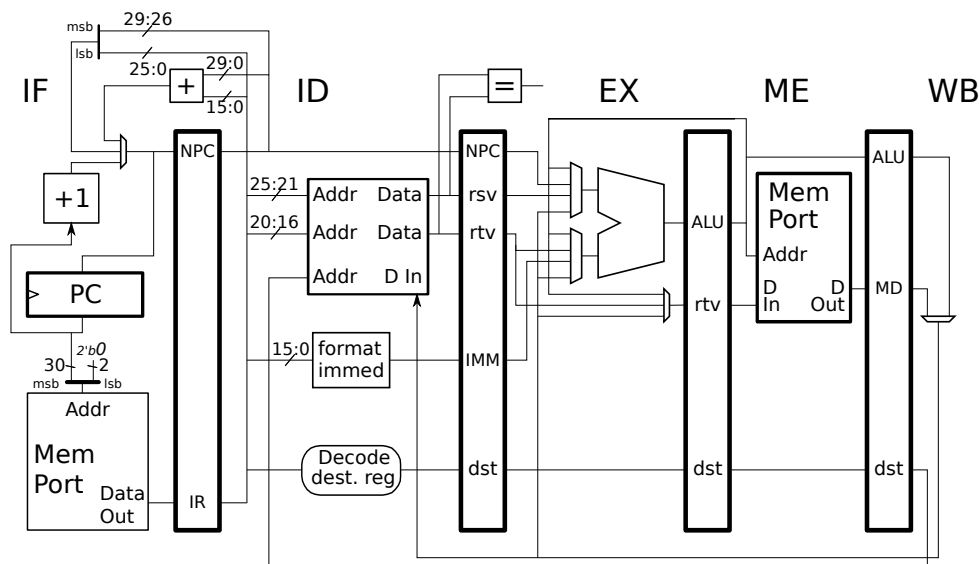 29:26
msb
lsb
25:0
29:0
15:0
+
=
IF
ID
EX
ME
WB
NPC
NPC
ALU
+1
25:21
Addr
Data
rsv
20:16
Addr
Data
rtv
ALU
Mem
Port
Addr
Addr
D In
PC
rtv
D
In
D
Out
MD
2'b0
30
2
msb
lsb
15:0
format
immed
IMM
Addr
Mem
Port
Data
Out
IR
Decode
dest. reg
dst
dst
dst